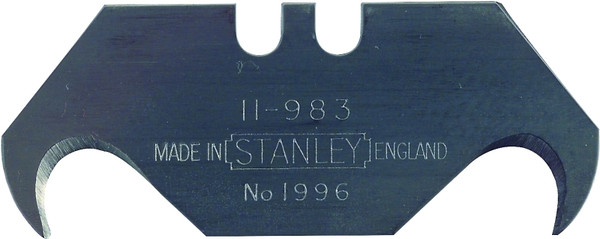 11-983
MADE IN STANLEY ENGLAND
No 1996